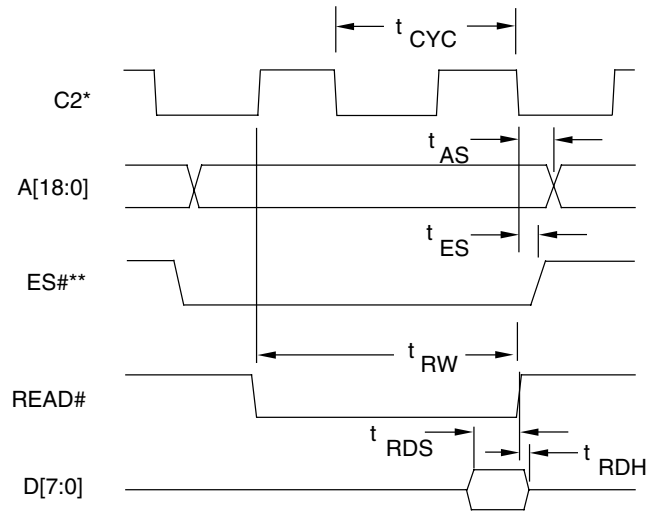 t CYC
C2*
t AS
A[18:0]
t ES
ES#**
t RW
READ#
t RDS
t RDH
D[7:0]